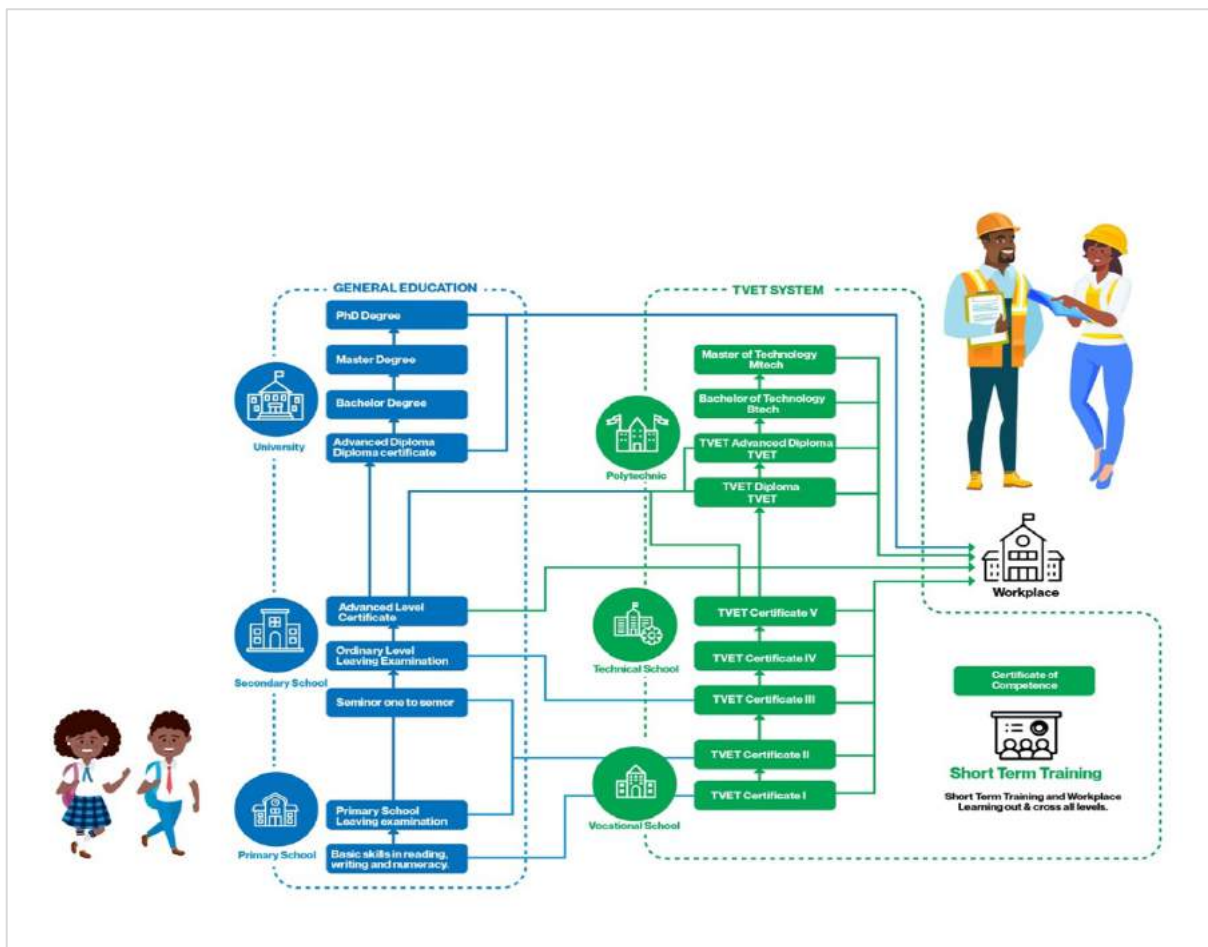 GENERAL EDUCATION
PhD Degree
Master Degree
Bachelor Degree
Advanced Diploma
Diploma certificate
University
Advanced Level
Certificate
Ordinary Level
Leaving Examination
Seminor one to semor
Secondary School
Primary School
Leaving examination
Basic skills in reading,
writing and numeracy.
Primary School
TVET SYSTEM
Master of Technology
Mtech
Bachelor of Technology
Btech
TVET Advanced Diploma
TVET
TVET Diploma
TVET
Polytechnic
TVET Certificate V
TVET Certificate IV
TVET Certificate III
Technical School
TVET Certificate II
TVET Certificate I
Vocational School
Workplace
Certificate of
Competence
Short Term Training
Short Term Training and Workplace
Learning out & cross all levels.